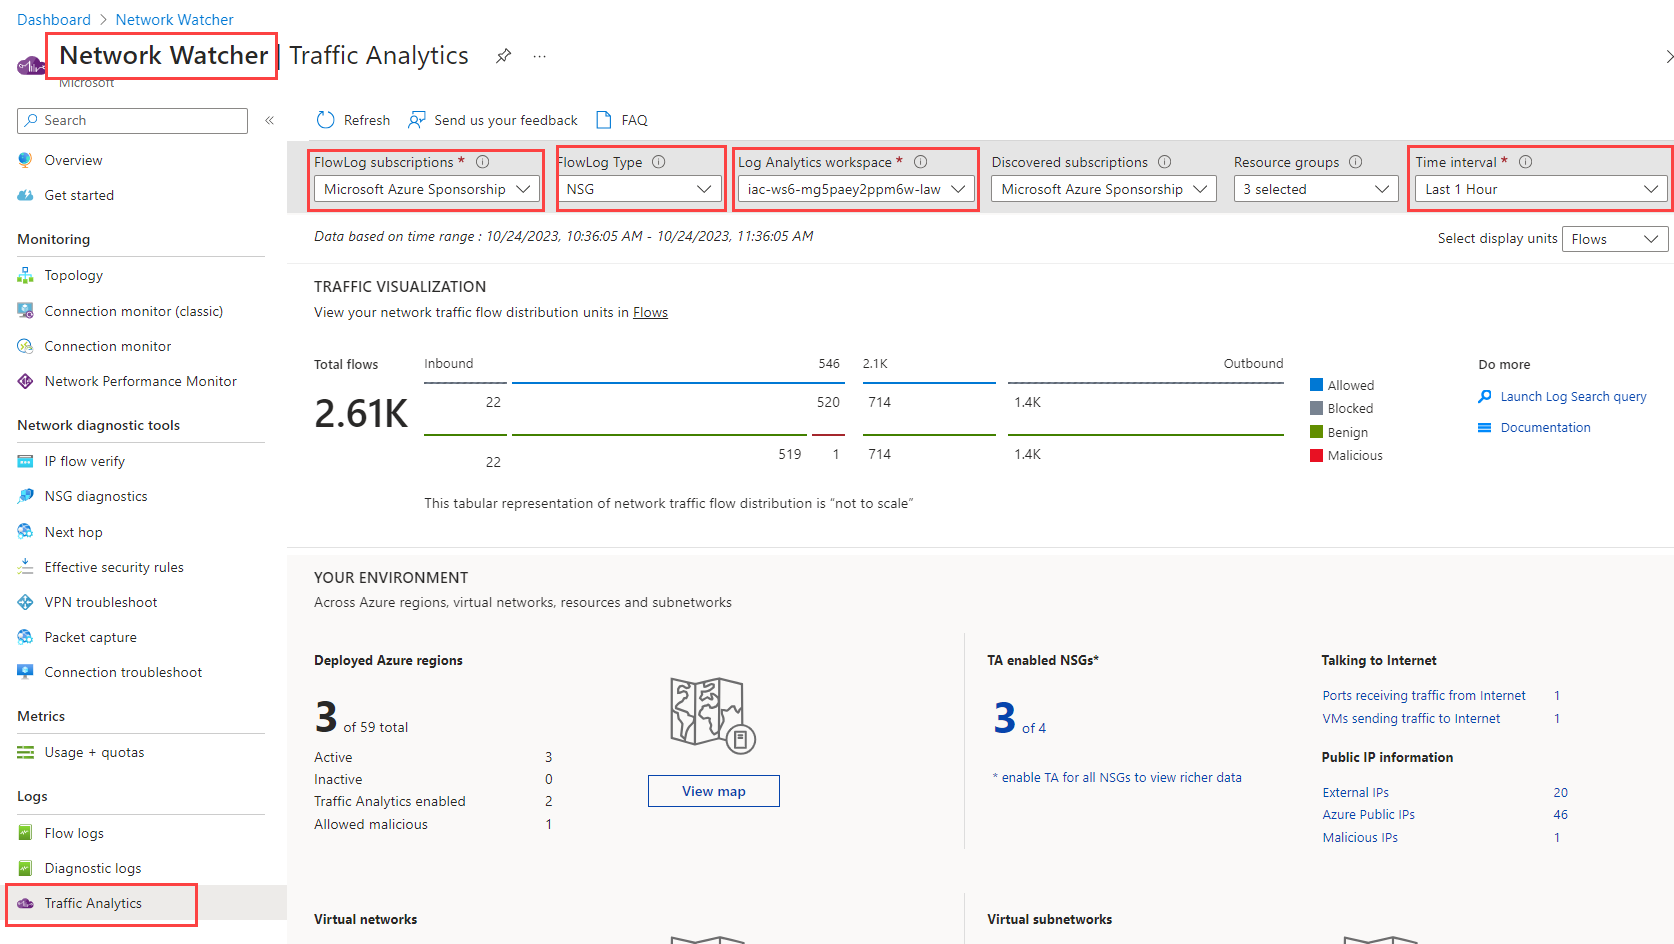 Dashboard > Network Watcher
Network Watcher | Traffic Analytics
Microsoft
Search
Overview
Get started
Monitoring
Topology
Connection monitor (classic)
Connection monitor
Network Performance Monitor
Network diagnostic tools
IP flow verify
NSG diagnostics
Next hop
Effective security rules
VPN troubleshoot
Packet capture
Connection troubleshoot
Metrics
Usage + quotas
Logs
Flow logs
Diagnostic logs
Traffic Analytics
Refresh Send us your feedback FAQ
FlowLog subscriptions * FlowLog Type Log Analytics workspace * Discovered subscriptions Resource groups Time interval *
Microsoft Azure Sponsorship NSG iac-ws6-mg5paey2ppm6w-law Microsoft Azure Sponsorship 3 selected Last 1 Hour
Data based on time range : 10/24/2023, 10:36:05 AM - 10/24/2023, 11:36:05 AM
Select display units Flows
TRAFFIC VISUALIZATION
View your network traffic flow distribution units in Flows
Total flows Inbound 546 2.1K Outbound
2.61K
22 520 714 1.4K
22 519 1 714 1.4K
Allowed
Blocked
Benign
Malicious
Do more
Launch Log Search query
Documentation
This tabular representation of network traffic flow distribution is “not to scale”
YOUR ENVIRONMENT
Across Azure regions, virtual networks, resources and subnetworks
Deployed Azure regions
3 of 59 total
Active 3
Inactive 0
Traffic Analytics enabled 2
Allowed malicious 1
View map
TA enabled NSGs*
3 of 4
* enable TA for all NSGs to view richer data
Talking to Internet
Ports receiving traffic from Internet 1
VMs sending traffic to Internet 1
Public IP information
External IPs 20
Azure Public IPs 46
Malicious IPs 1
Virtual networks
Virtual subnetworks